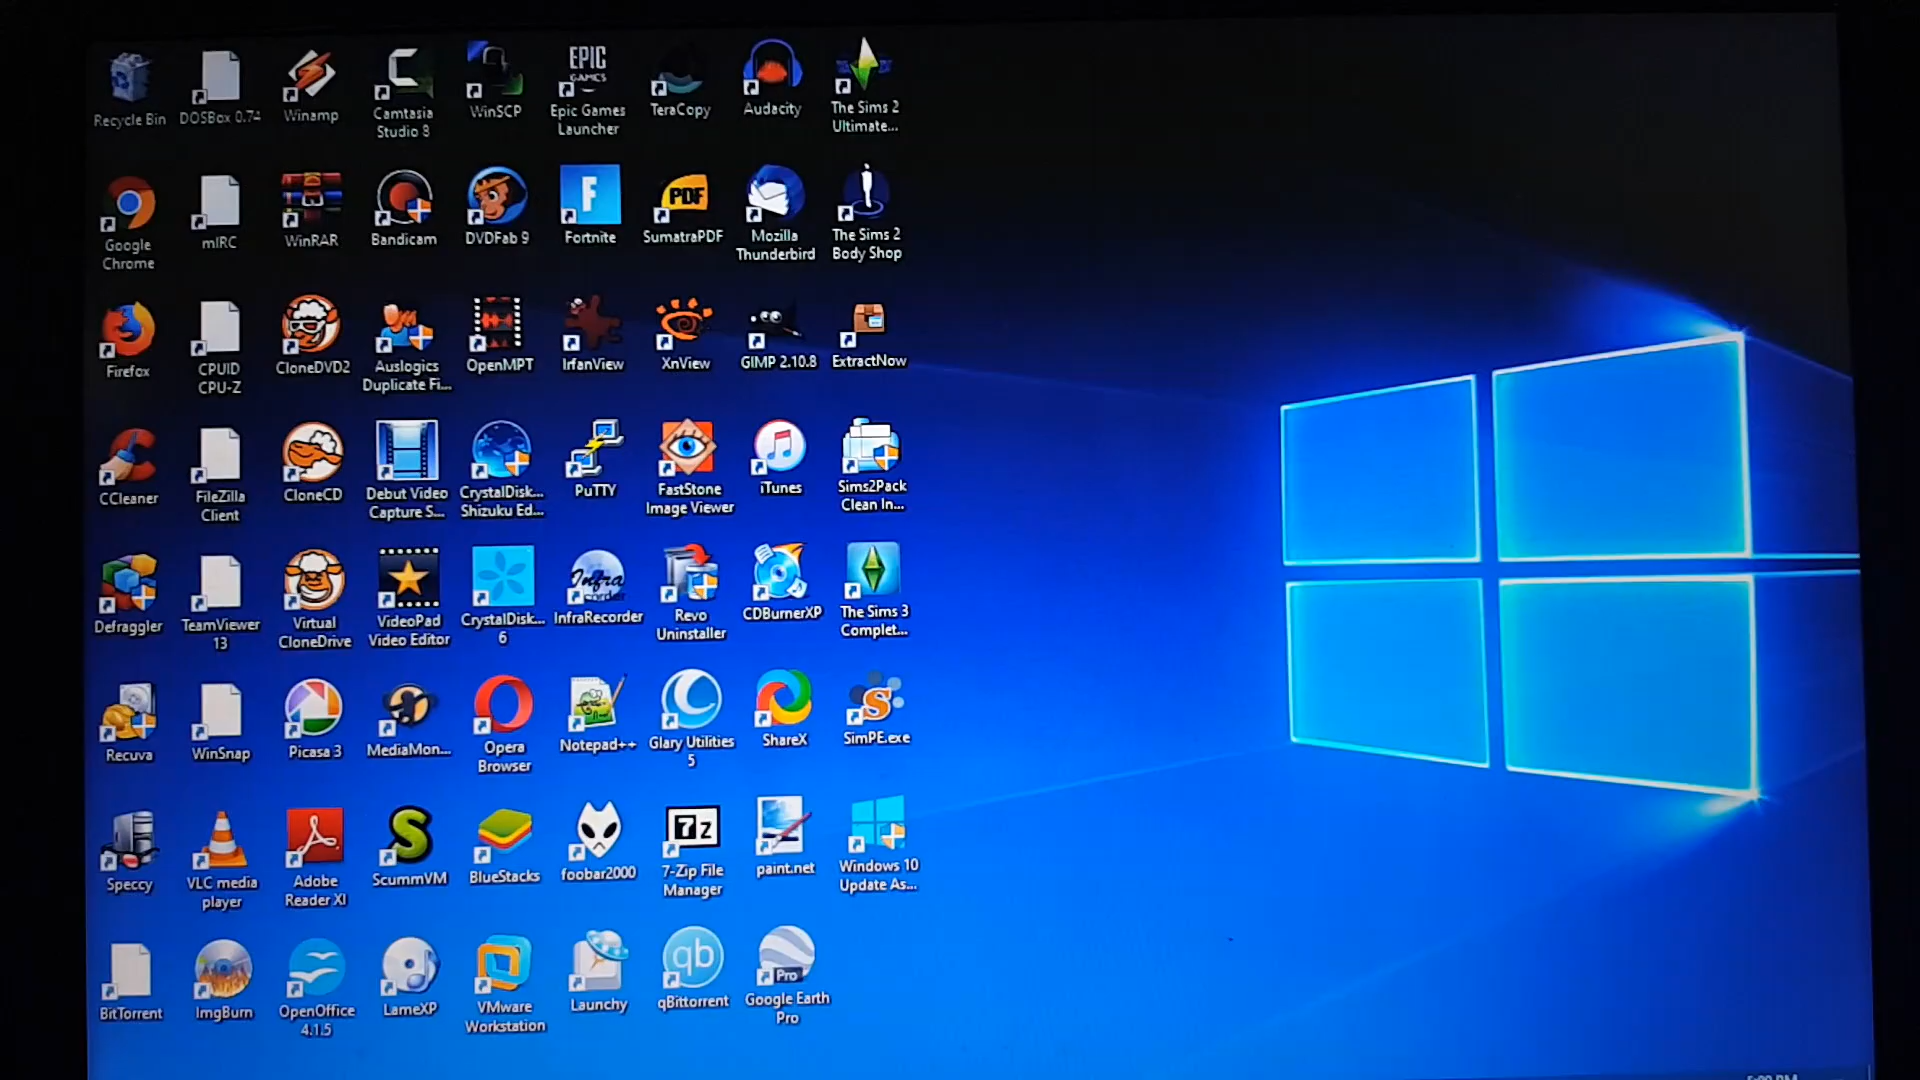 Recycle Bin
DOSBox 0.74
Winamp
Camtasia
Studio 8
WinSCP
EPIC
GAMES
Epic Games
Launcher
TeraCopy
Audacity
The Sims 2
Ultimate...
Google
Chrome
mIRC
WinRAR
Bandicam
DVDFab 9
F
Fortnite
PDF
SumatraPDF
Mozilla
Thunderbird
The Sims 2
Body Shop
Firefox
CPUID
CPU-Z
CloneDVD2
Auslogics
Duplicate Fi...
OpenMPT
IrfanView
XnView
GIMP 2.10.8
ExtractNow
CCleaner
FileZilla
Client
CloneCD
Debut Video
Capture S...
CrystalDisk...
Shizuku Ed...
PuTTY
FastStone
Image Viewer
iTunes
Sims2Pack
Clean In...
Defraggler
TeamViewer
13
Virtual
CloneDrive
VideoPad
Video Editor
CrystalDisk...
6
Infra
InfraRecorder
Revo
Uninstaller
CDBurnerXP
The Sims 3
Complet...
Recuva
WinSnap
Picasa 3
MediaMon...
Opera
Browser
Notepad++
Glary Utilities
5
ShareX
S
SimPE.exe
Speccy
VLC media
player
Adobe
Reader XI
S
ScummVM
BlueStacks
foobar2000
7z
7-Zip File
Manager
paint.net
Windows 10
Update As...
BitTorrent
ImgBurn
OpenOffice
4.1.5
LameXP
VMware
Workstation
Launchy
qb
qBittorrent
Pro
Google Earth
Pro